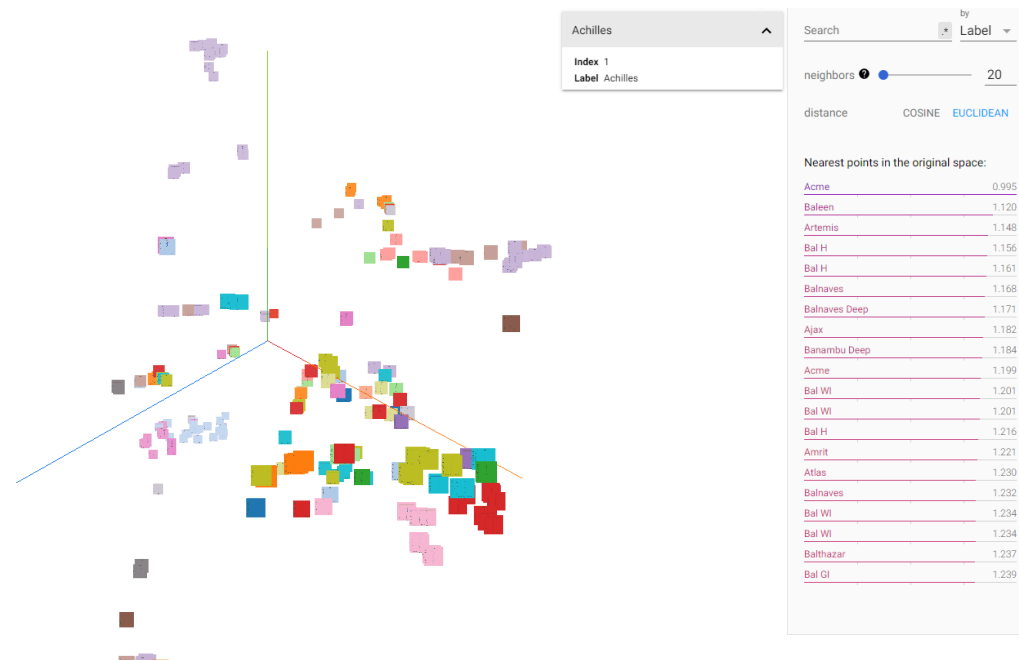 Achilles
Index 1
Label Achilles
by
Search .* Label
neighbors ? 20
distance COSINE EUCLIDEAN
Nearest points in the original space:
Acme 0.995
Baleen 1.120
Artemis 1.148
Bal H 1.156
Bal H 1.161
Balnaves 1.168
Balnaves Deep 1.171
Ajax 1.182
Banambu Deep 1.184
Acme 1.199
Bal WI 1.201
Bal WI 1.201
Bal H 1.216
Amrit 1.221
Atlas 1.230
Balnaves 1.232
Bal WI 1.234
Bal WI 1.234
Balthazar 1.237
Bal GI 1.239